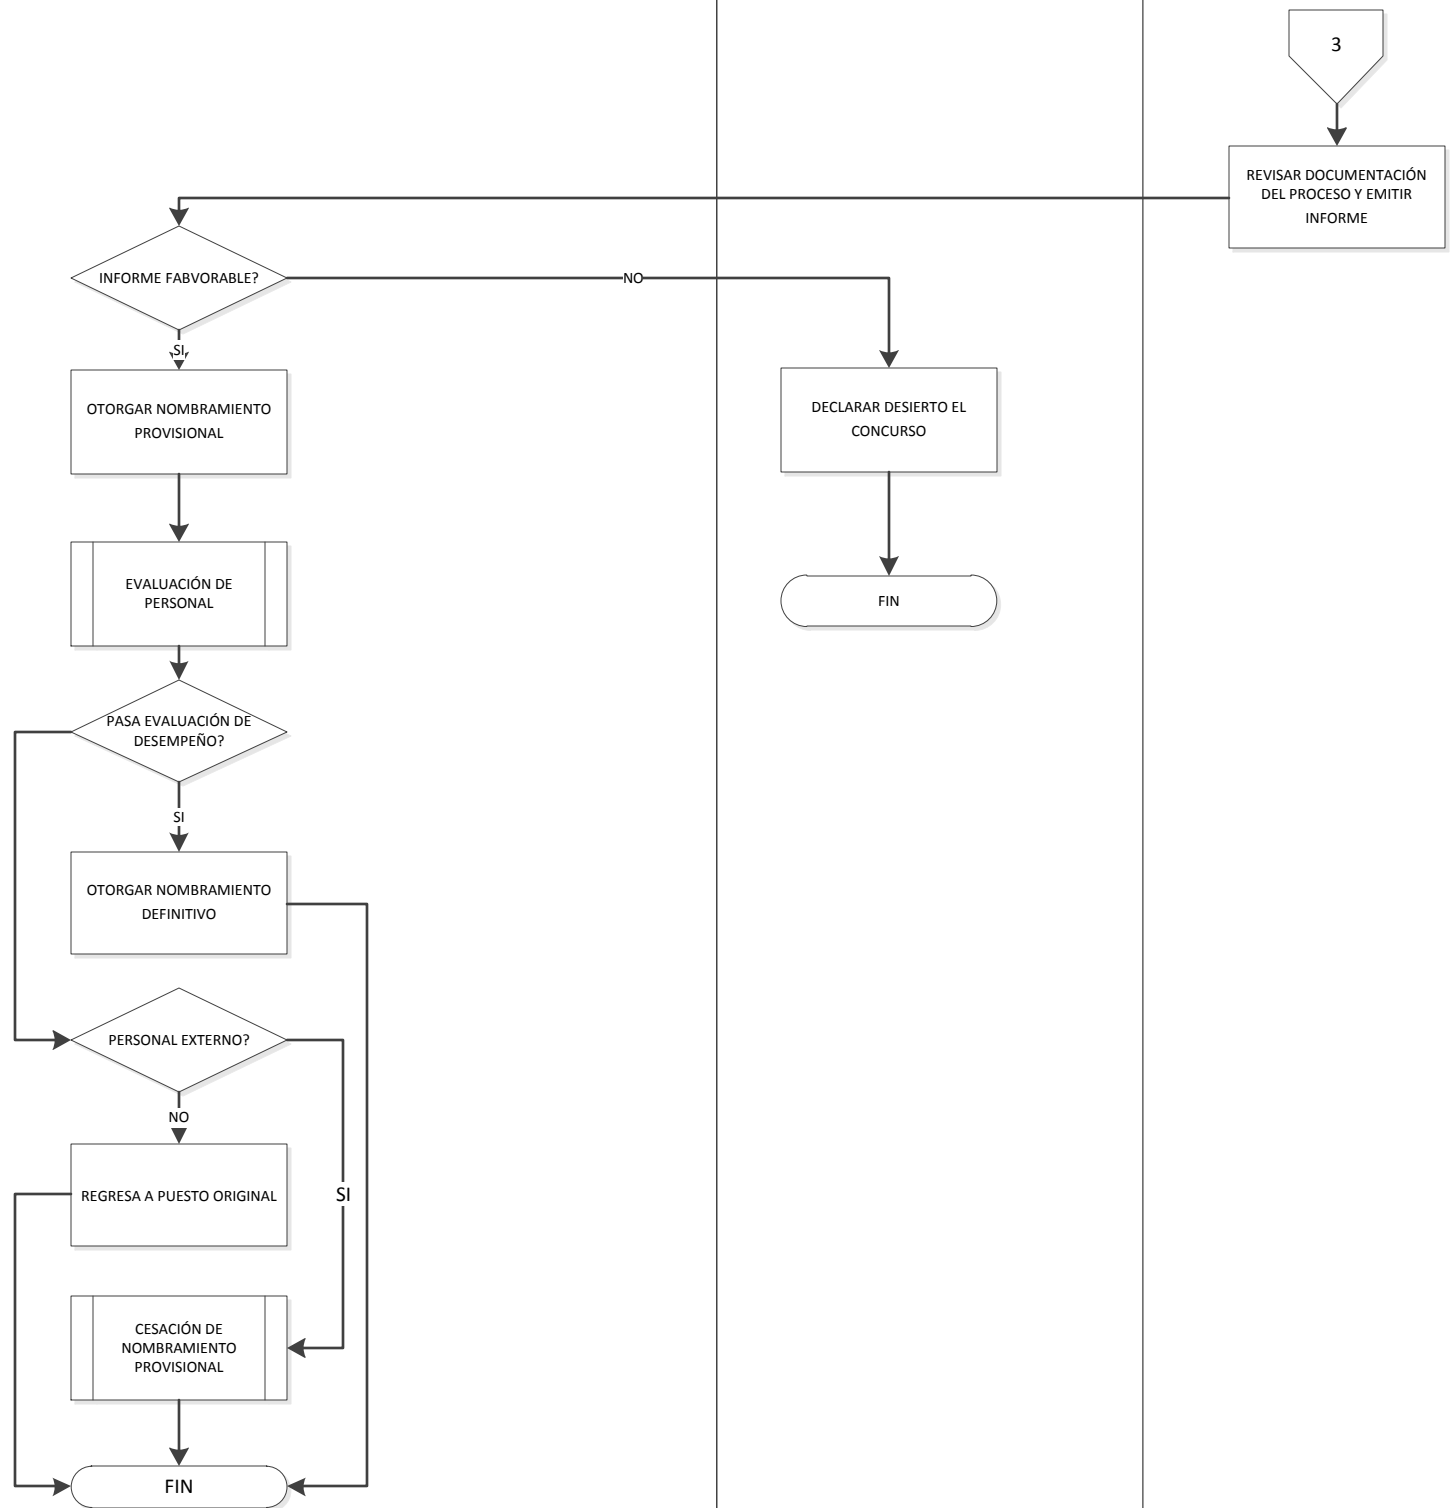 3
REVISAR DOCUMENTACIÓN
DEL PROCESO Y EMITIR
INFORME
INFORME FABVORABLE?
NO
SI
OTORGAR NOMBRAMIENTO
PROVISIONAL
DECLARAR DESIERTO EL
CONCURSO
EVALUACIÓN DE
PERSONAL
FIN
PASA EVALUACIÓN DE
DESEMPEÑO?
SI
OTORGAR NOMBRAMIENTO
DEFINITIVO
PERSONAL EXTERNO?
NO
REGRESA A PUESTO ORIGINAL
SI
CESACIÓN DE
NOMBRAMIENTO
PROVISIONAL
FIN